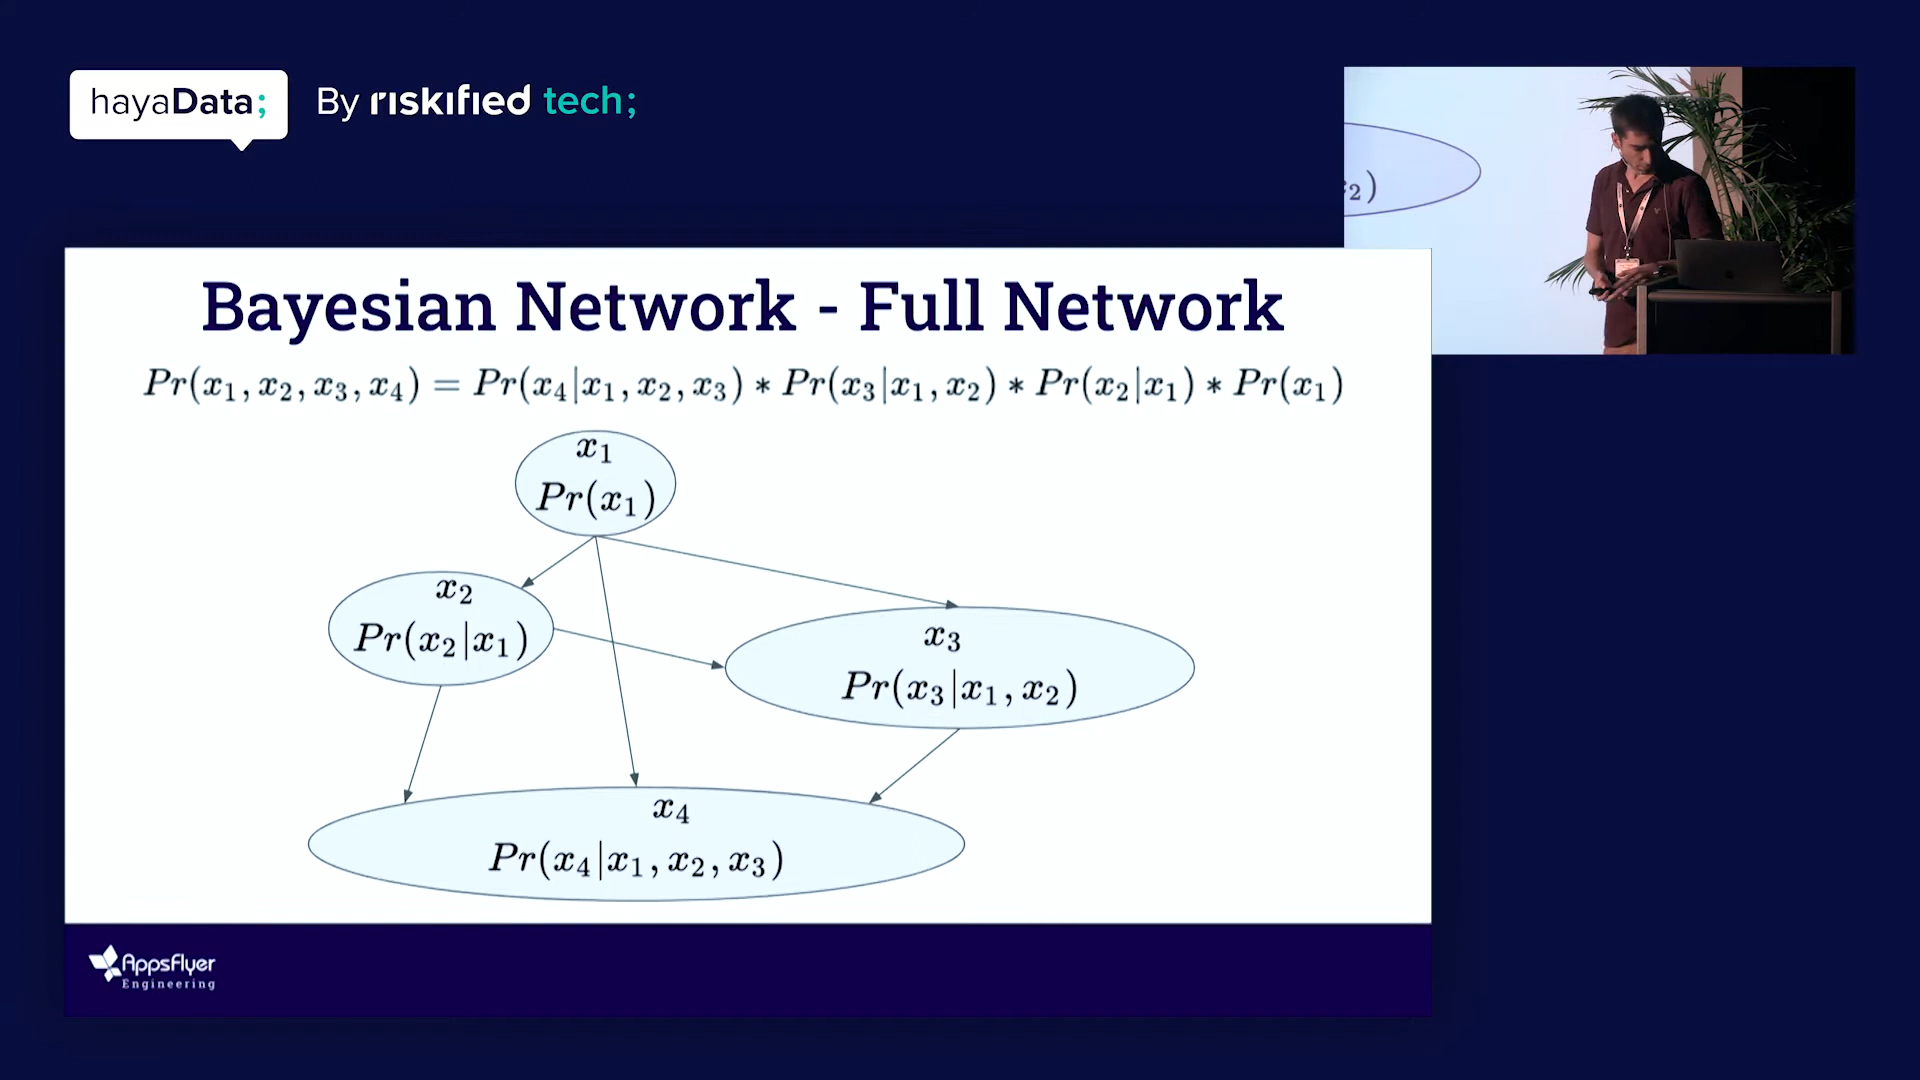 hayaData; By riskified tech;
2)
Bayesian Network - Full Network
Pr(x₁, x₂, x₃, x₄) = Pr(x₄|x₁, x₂, x₃) * Pr(x₃|x₁, x₂) * Pr(x₂|x₁) * Pr(x₁)
x₁
Pr(x₁)
x₂
Pr(x₂|x₁)
x₃
Pr(x₃|x₁, x₂)
x₄
Pr(x₄|x₁, x₂, x₃)
AppsFlyer
Engineering